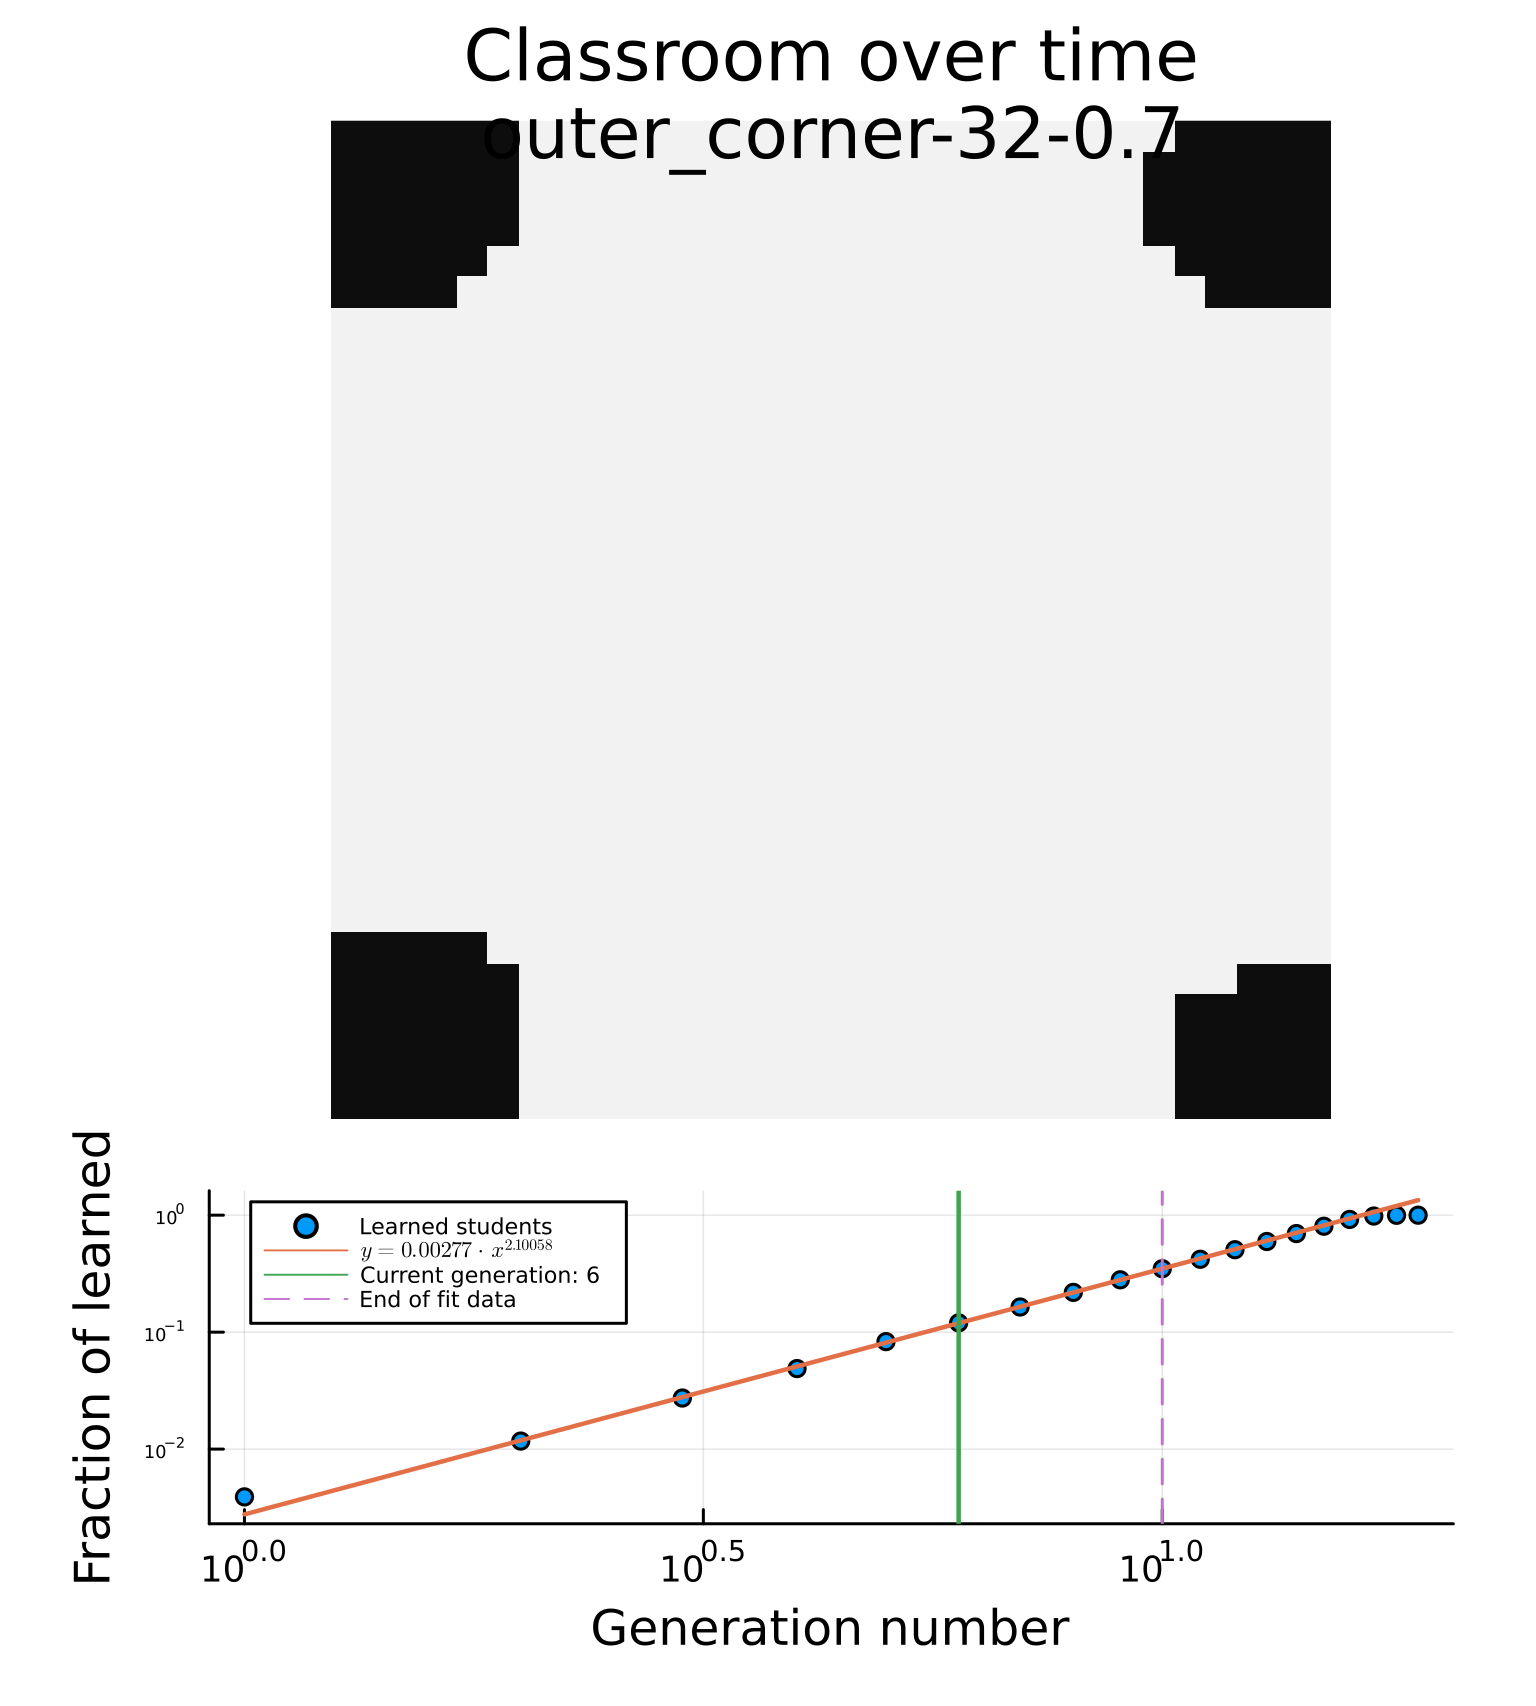 Classroom over time
outer_corner-32-0.7
Fraction of learned
10^0
10^-1
10^-2
Learned students
y = 0.00277 · x^2.10058
Current generation: 6
End of fit data
10^0.0
10^0.5
10^1.0
Generation number